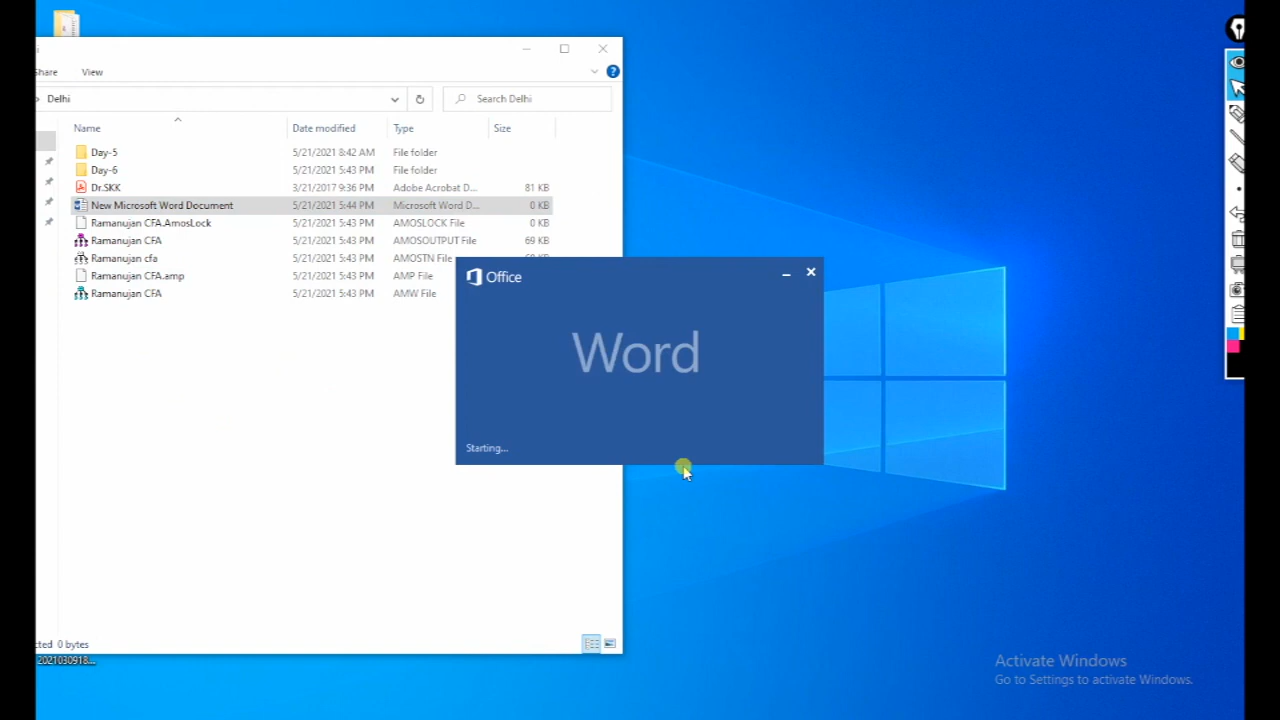 Share View
Delhi
Search Delhi
Name Date modified Type Size
Day-5 5/21/2021 8:42 AM File folder
Day-6 5/21/2021 5:43 PM File folder
Dr.SKK 3/21/2017 9:36 PM Adobe Acrobat D... 81 KB
New Microsoft Word Document 5/21/2021 5:44 PM Microsoft Word D... 0 KB
Ramanujan CFA.AmosLock 5/21/2021 5:43 PM AMOSLOCK File 0 KB
Ramanujan CFA 5/21/2021 5:43 PM AMOSOUTPUT File 69 KB
Ramanujan cfa 5/21/2021 5:43 PM AMOSTN File
Ramanujan CFA.amp 5/21/2021 5:43 PM AMP File
Ramanujan CFA 5/21/2021 5:43 PM AMW File
Office
Word
Starting...
cted 0 bytes
2021030918...
Activate Windows
Go to Settings to activate Windows.